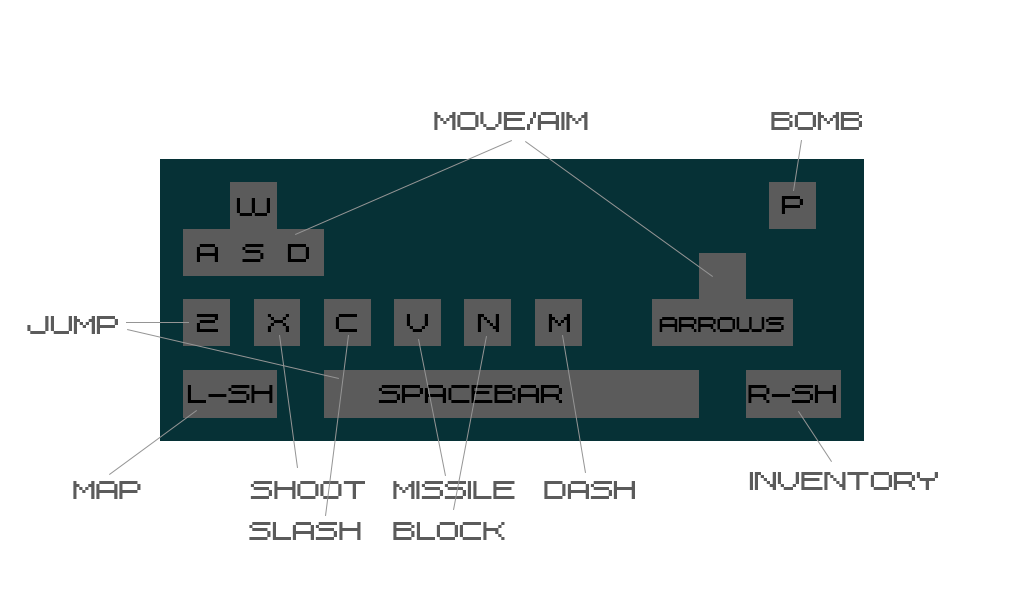 MOVE/AIM
BOMB
W
P
A S D
JUMP
Z
X
C
V
N
M
ARROWS
L-SH
SPACEBAR
R-SH
MAP
SHOOT
MISSILE
DASH
INVENTORY
SLASH
BLOCK